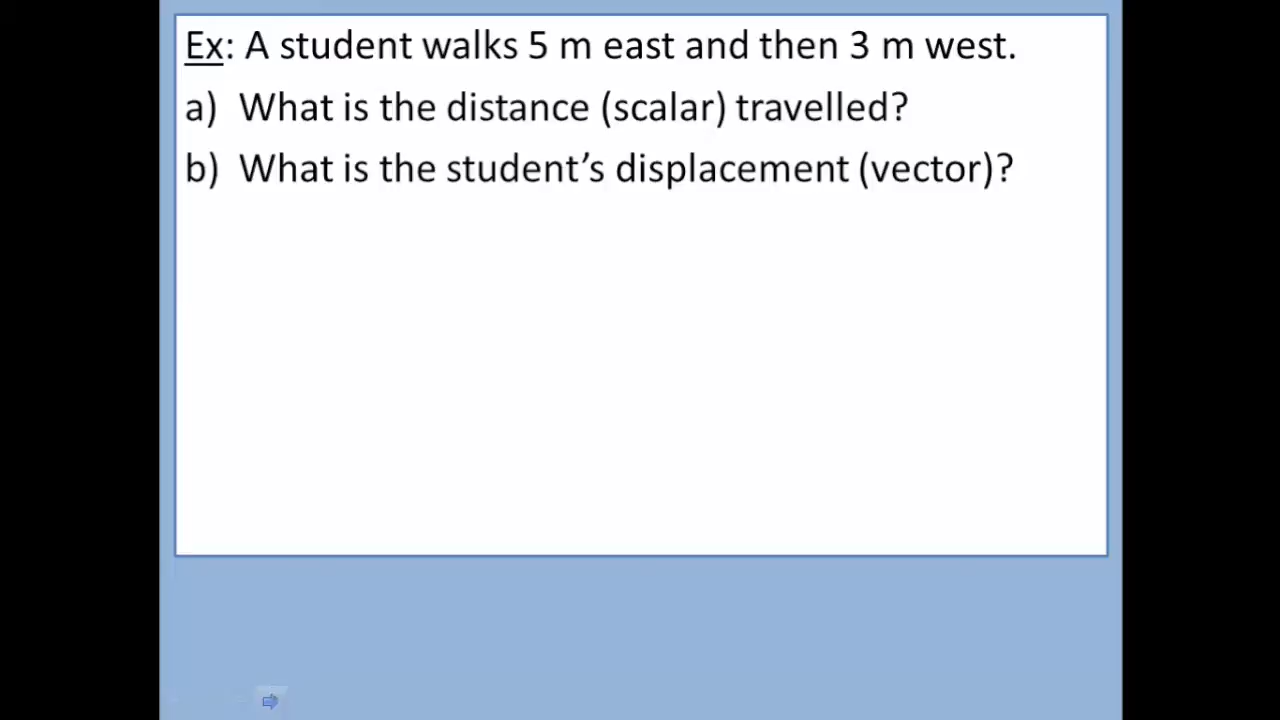 Ex: A student walks 5 m east and then 3 m west.
a) What is the distance (scalar) travelled?
b) What is the student’s displacement (vector)?